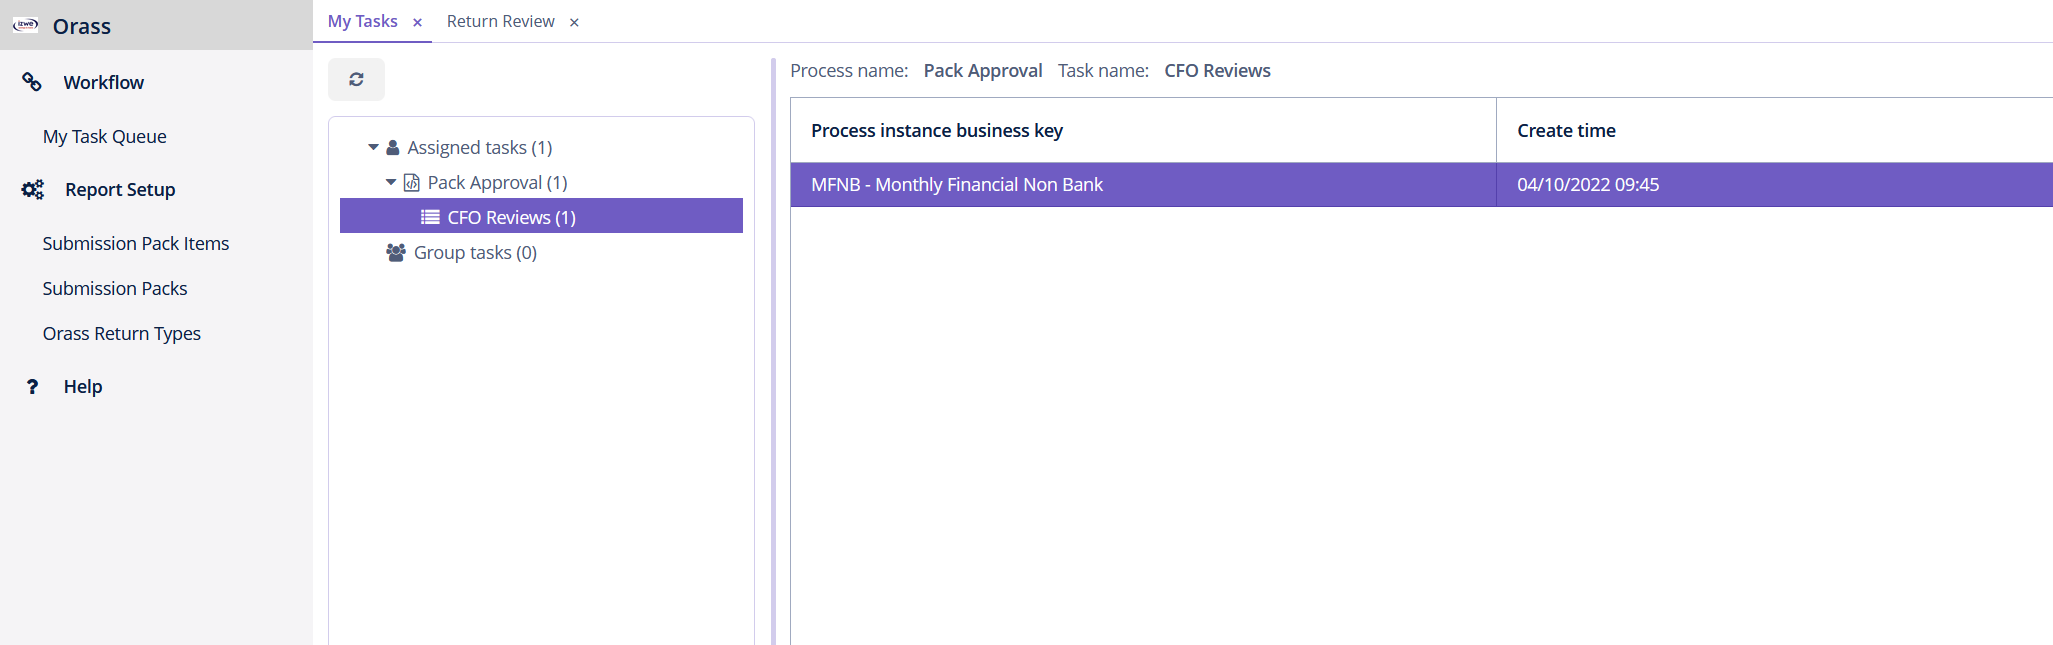 izwe
Orass
Workflow
My Task Queue
Report Setup
Submission Pack Items
Submission Packs
Orass Return Types
? Help
My Tasks × Return Review ×
Assigned tasks (1)
Pack Approval (1)
CFO Reviews (1)
Group tasks (0)
Process name: Pack Approval Task name: CFO Reviews
Process instance business key Create time
MFNB - Monthly Financial Non Bank 04/10/2022 09:45